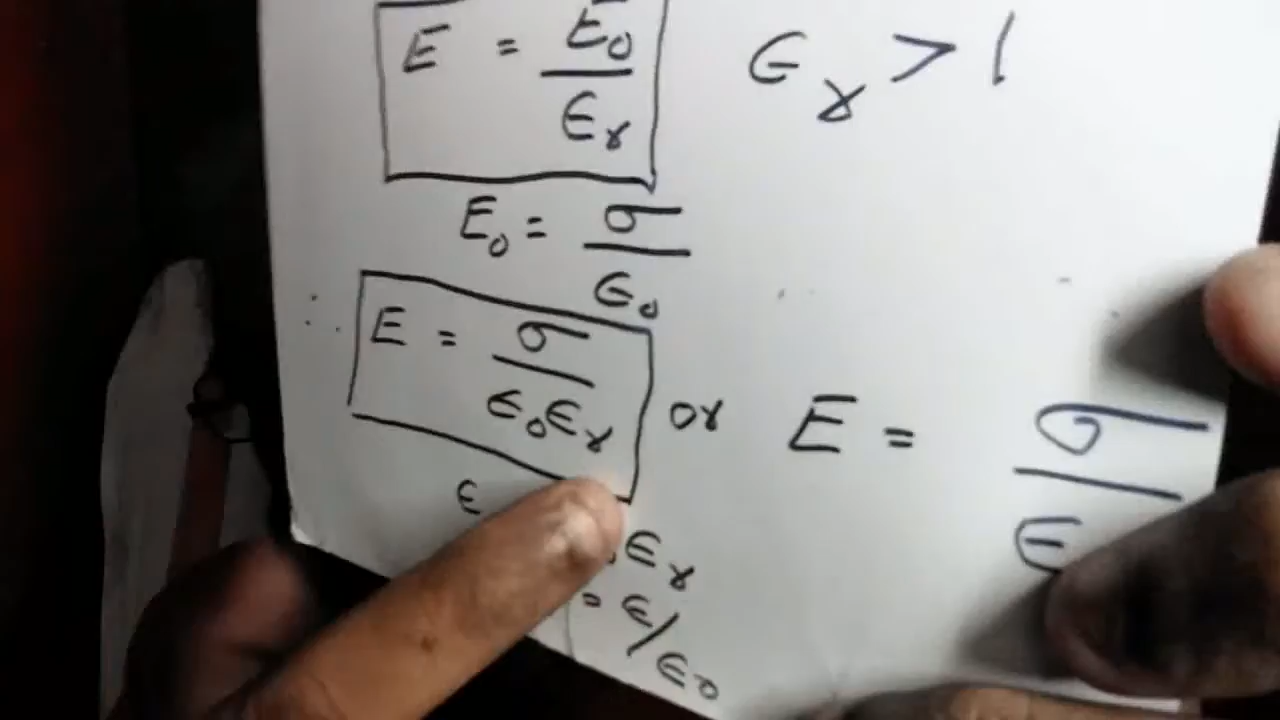 E = E₀/ϵᵣ ϵᵣ > 1
E₀ = σ/ϵ₀
∴ E = σ/ϵ₀ϵᵣ or E = σ/ϵ
ϵ ϵᵣ
= ϵ/ϵ₀